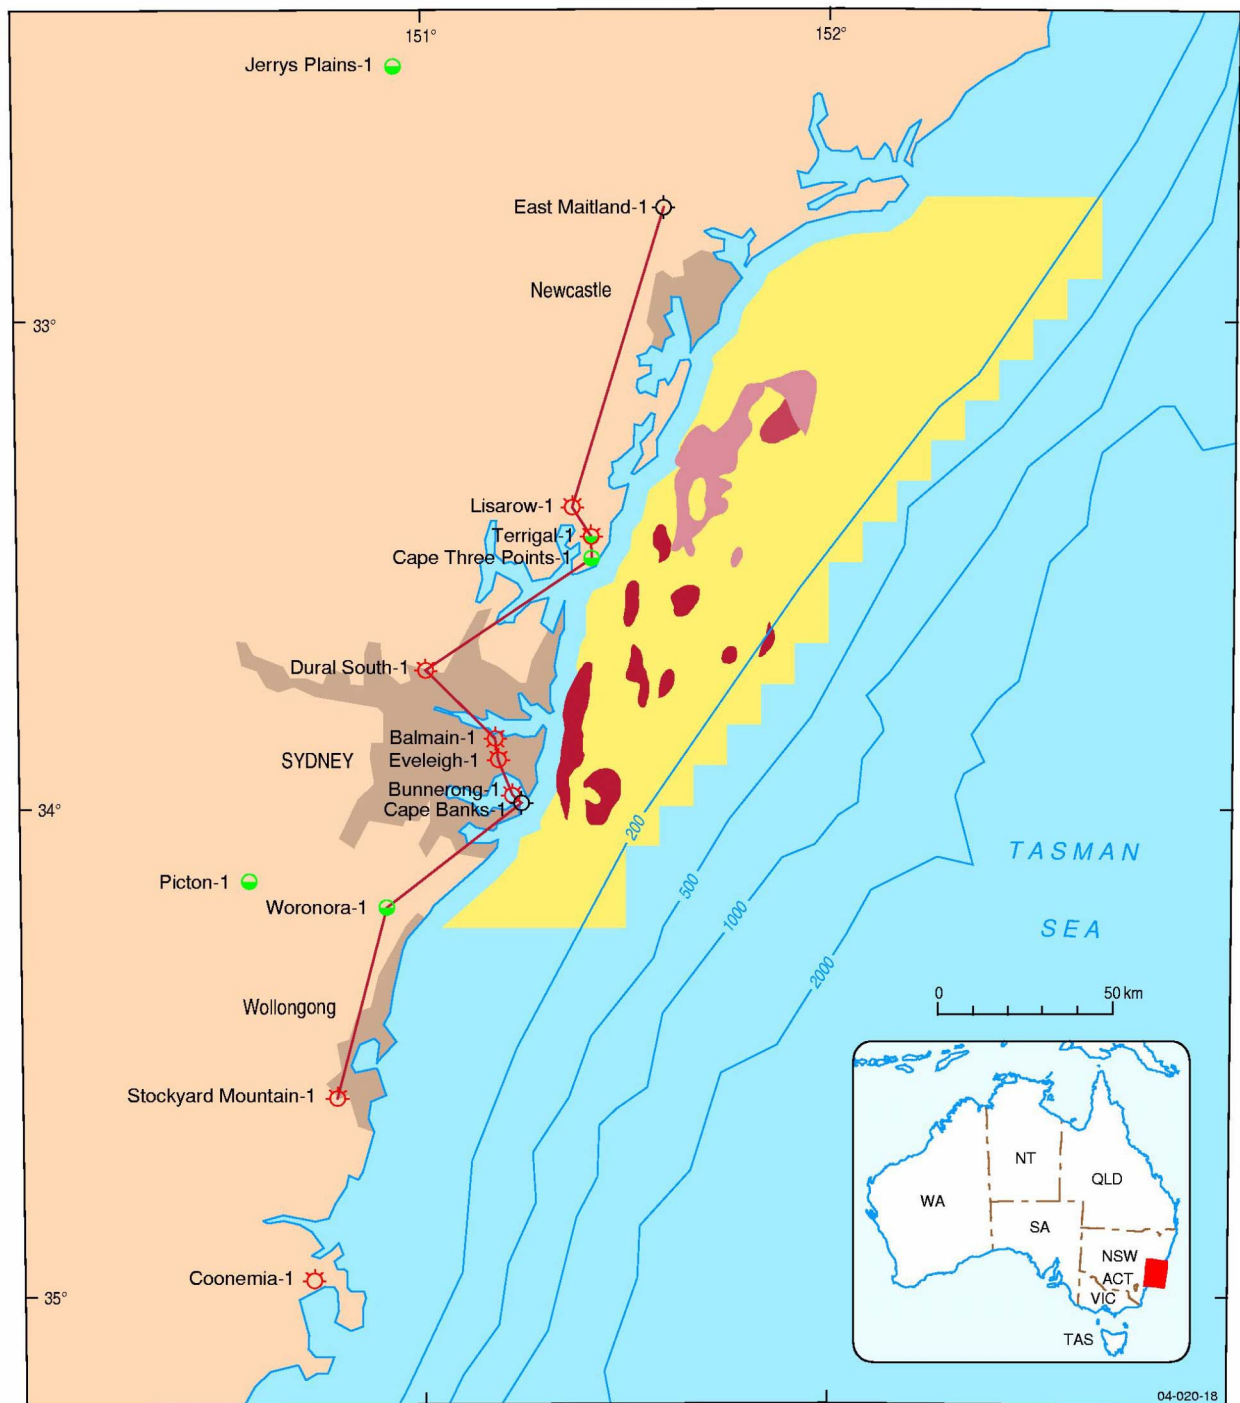 151°
152°
Jerrys Plains-1
East Maitland-1
Newcastle
33°
Lisarow-1
Terrigal-1
Cape Three Points-1
Dural South-1
Balmain-1
SYDNEY
Eveleigh-1
Bunnerong-1
Cape Banks-1
34°
200
500
1000
2000
TASMAN
SEA
Picton-1
Woronora-1
Wollongong
0
50 km
Stockyard Mountain-1
NT
QLD
WA
SA
NSW
ACT
VIC
TAS
Coonemia-1
35°
04-020-18